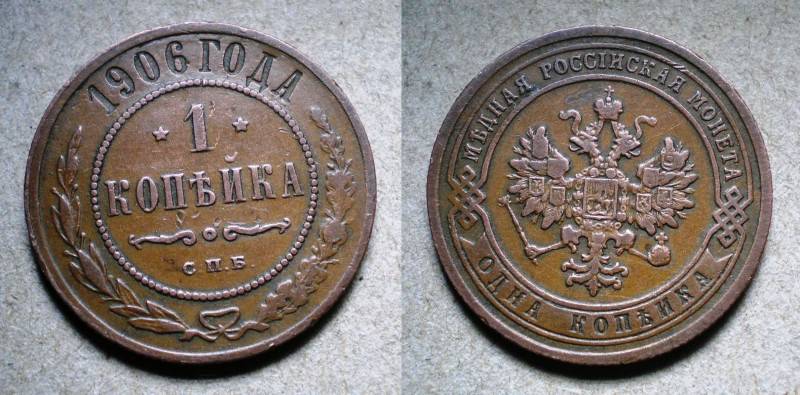 1906 ГОДА
1
КОПѢЙКА
С.П.Б.
МѢДНАЯ РОССІЙСКАЯ МОНЕТА
ОДНА КОПѢЙКА